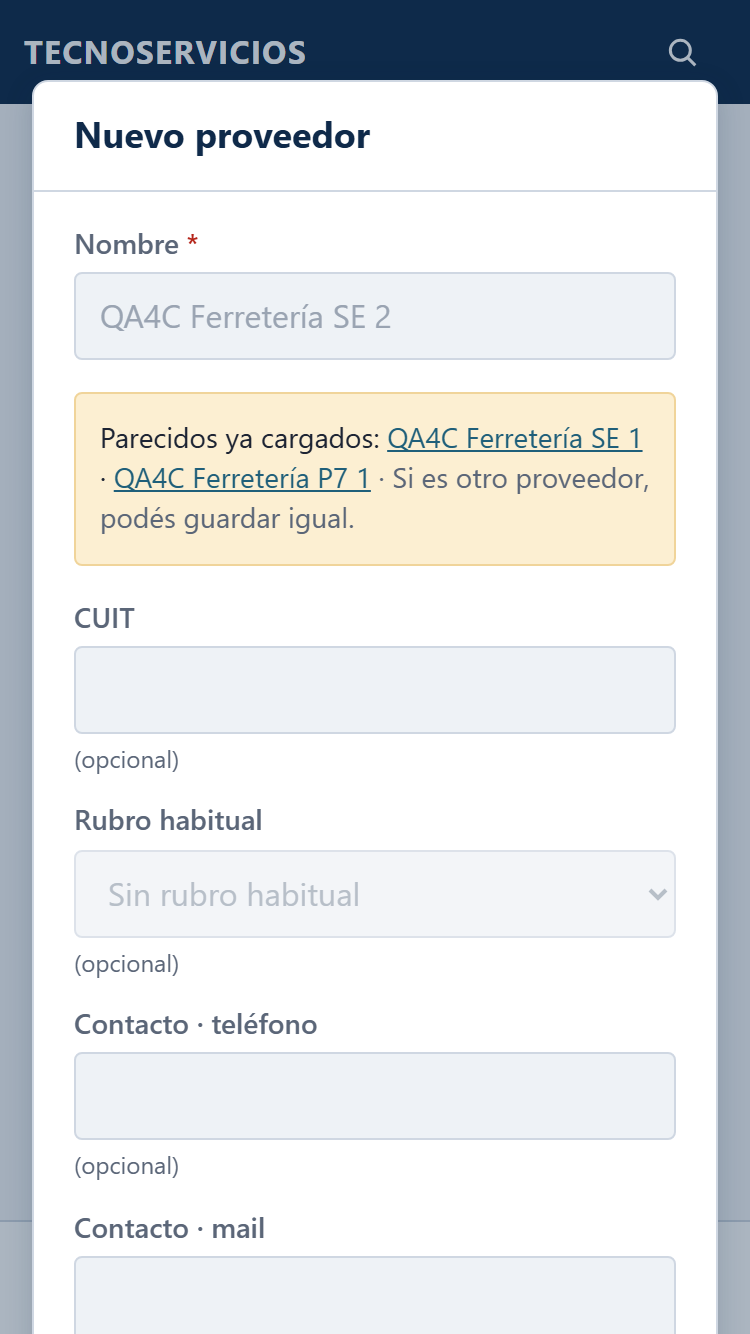 TECNOSERVICIOS
Nuevo proveedor
Nombre *
QA4C Ferretería SE 2
Parecidos ya cargados: QA4C Ferretería SE 1
· QA4C Ferretería P7 1 · Si es otro proveedor,
podés guardar igual.
CUIT
(opcional)
Rubro habitual
Sin rubro habitual
(opcional)
Contacto · teléfono
(opcional)
Contacto · mail